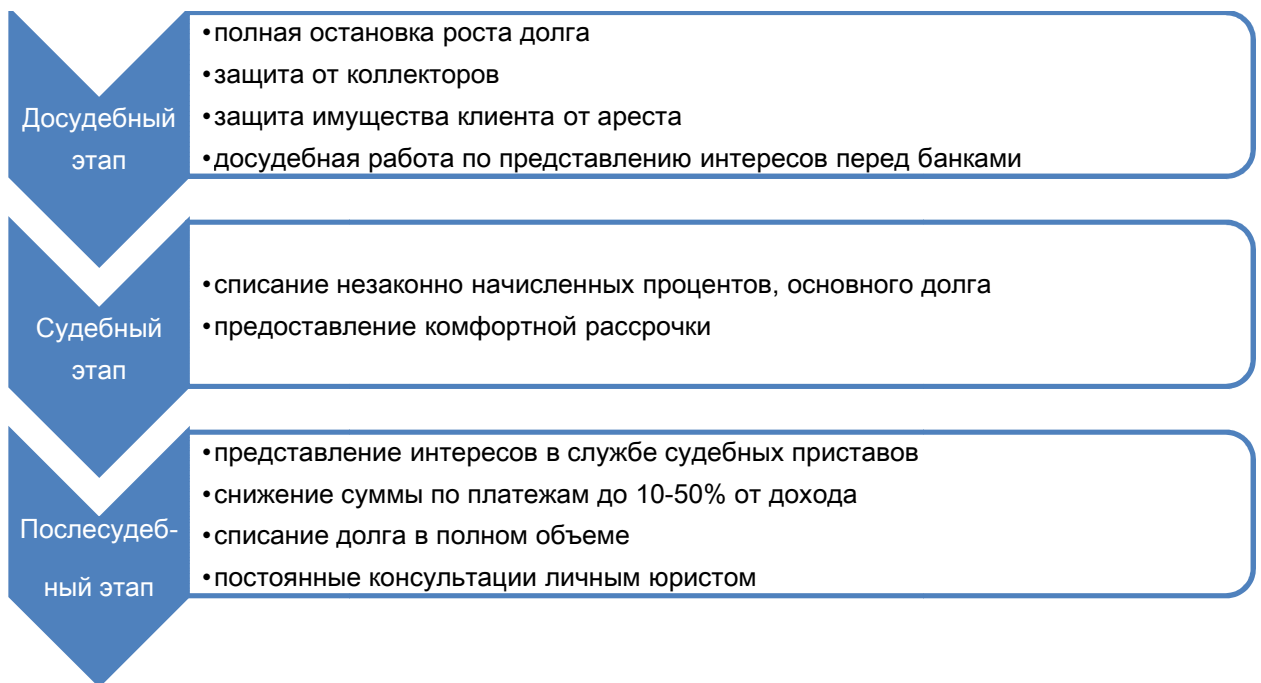 Досудебный
этап
•полная остановка роста долга
•защита от коллекторов
•защита имущества клиента от ареста
•досудебная работа по представлению интересов перед банками
Судебный
этап
•списание незаконно начисленных процентов, основного долга
•предоставление комфортной рассрочки
Послесудеб-
ный этап
•представление интересов в службе судебных приставов
•снижение суммы по платежам до 10-50% от дохода
•списание долга в полном объеме
•постоянные консультации личным юристом